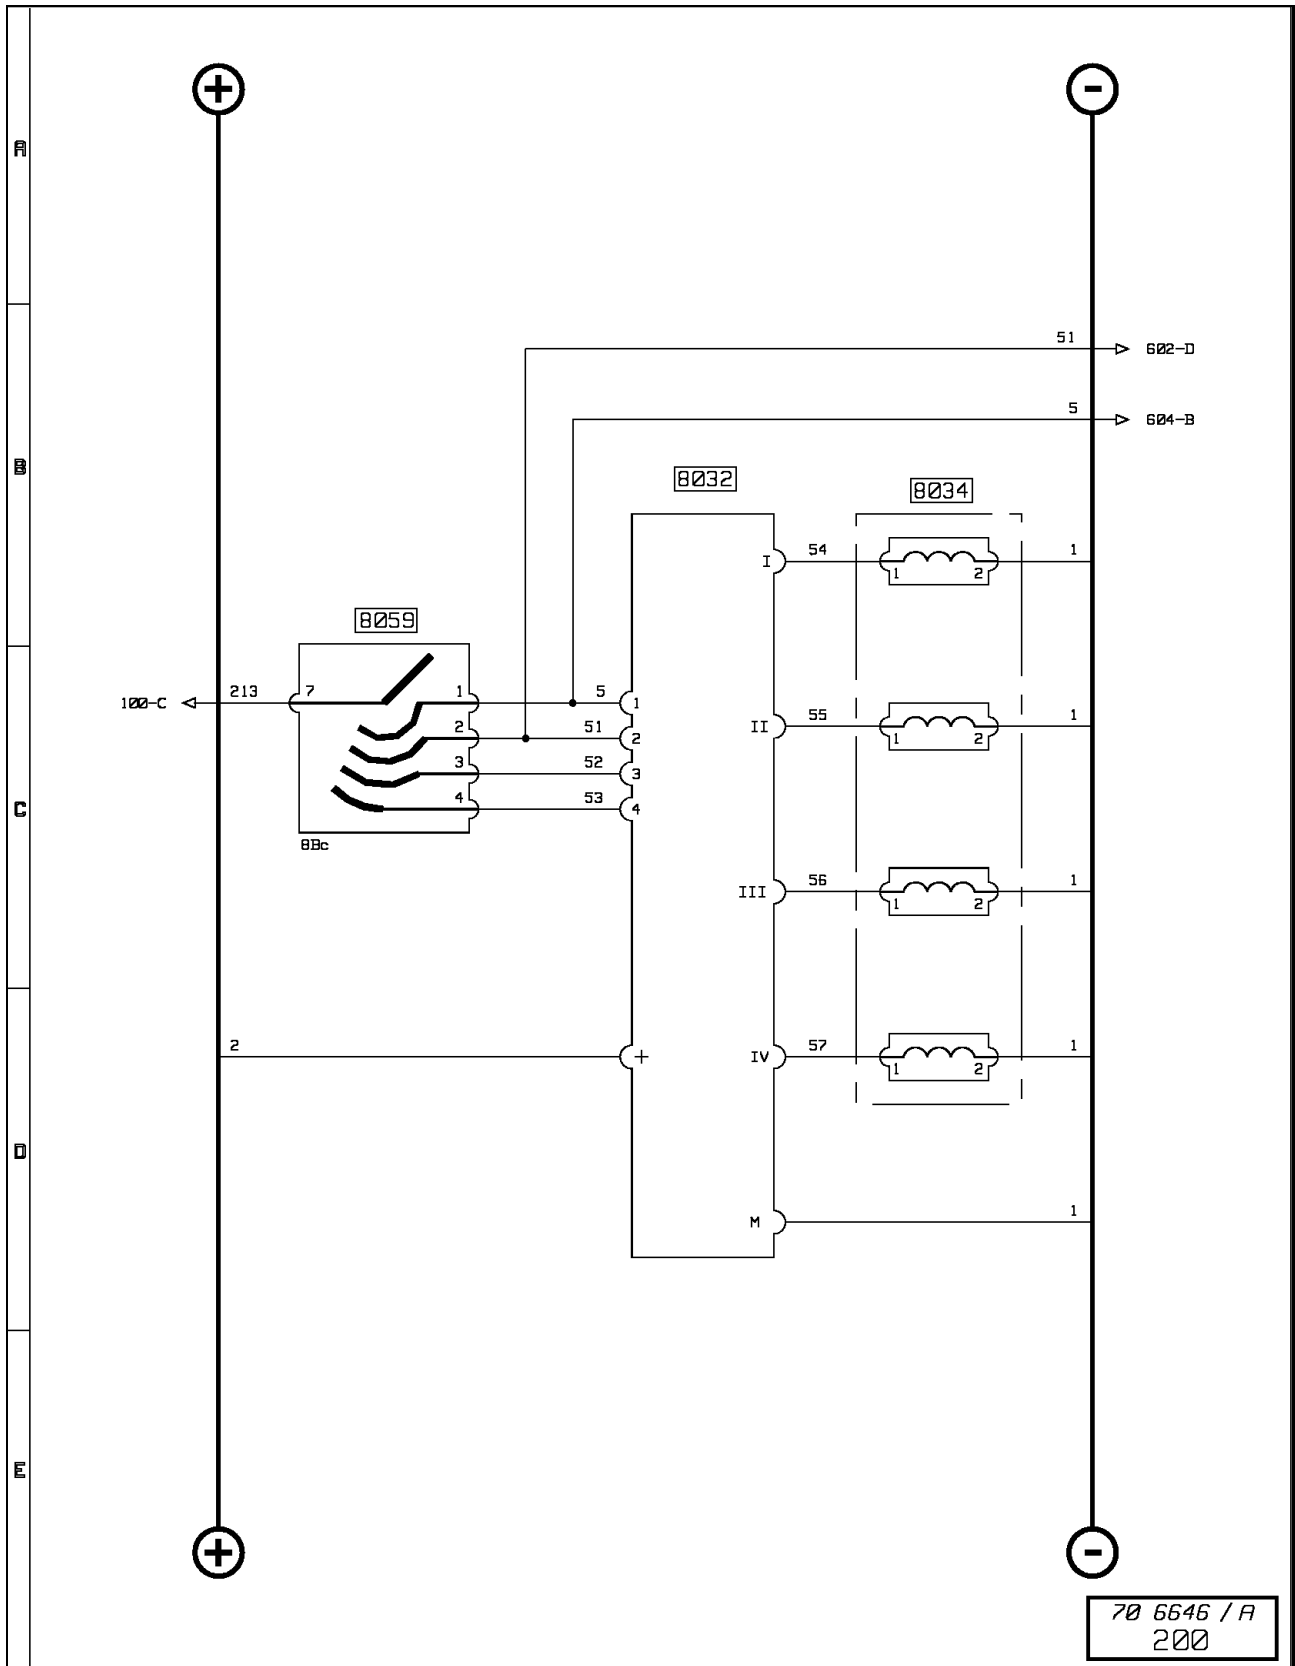 + -
A
51 602-D
5 604-B
B
8032
8034
I 54 1 2 1
8059
100-C 213 7 1 5 1
2 51 2
II 55 1 2 1
3 52 3
4 53 4
C
8Bc
III 56 1 2 1
2 + IV 57 1 2 1
D
M 1
E
+ -
70 6646 / A
200